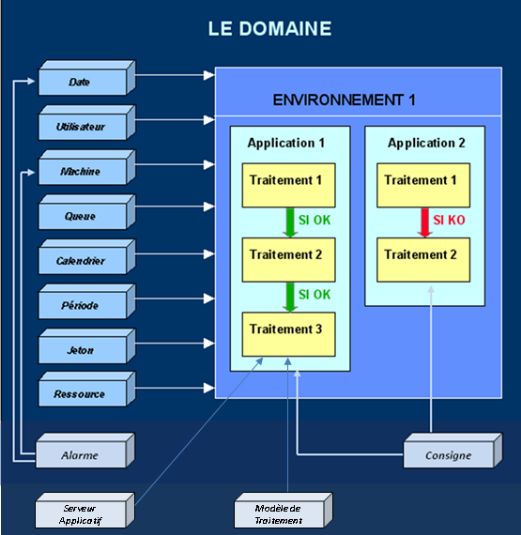 LE DOMAINE
Date
Utilisateur
Machine
Queue
Calendrier
Période
Jeton
Ressource
ENVIRONNEMENT 1
Application 1
Traitement 1
SI OK
Traitement 2
SI OK
Traitement 3
Application 2
Traitement 1
SI KO
Traitement 2
Alarme
Consigne
Serveur
Applicatif
Modèle de
Traitement